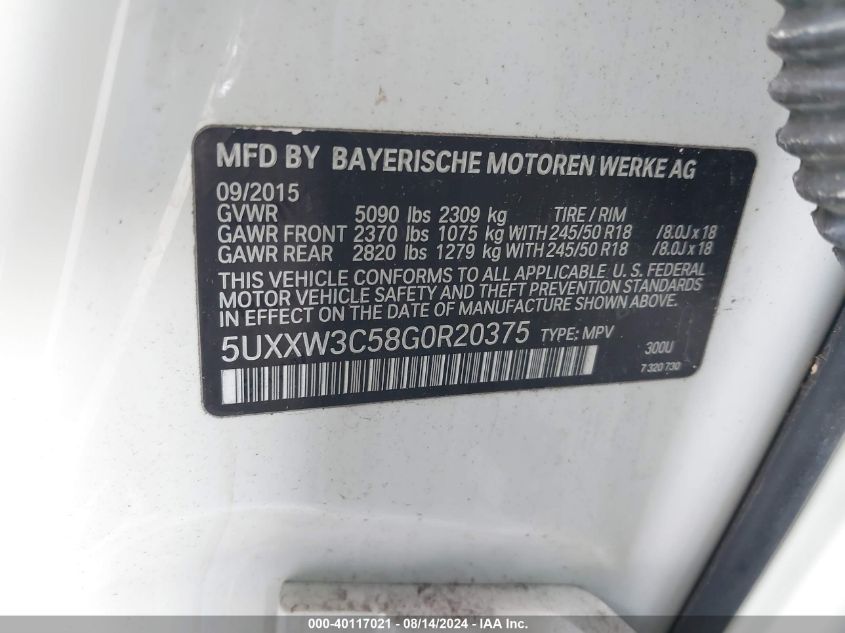 MFD BY BAYERISCHE MOTOREN WERKE AG
09/2015
GVWR 5090 lbs 2309 kg TIRE / RIM
GAWR FRONT 2370 lbs 1075 kg WITH 245/50 R18 /8.0J x 18
GAWR REAR 2820 lbs 1279 kg WITH 245/50 R18 /8.0J x 18
THIS VEHICLE CONFORMS TO ALL APPLICABLE U. S. FEDERAL
MOTOR VEHICLE SAFETY AND THEFT PREVENTION STANDARDS
IN EFFECT ON THE DATE OF MANUFACTURE SHOWN ABOVE.
5UXXW3C58G0R20375 TYPE: MPV 300U
7 320 730
000-40117021 - 08/14/2024 - IAA Inc.